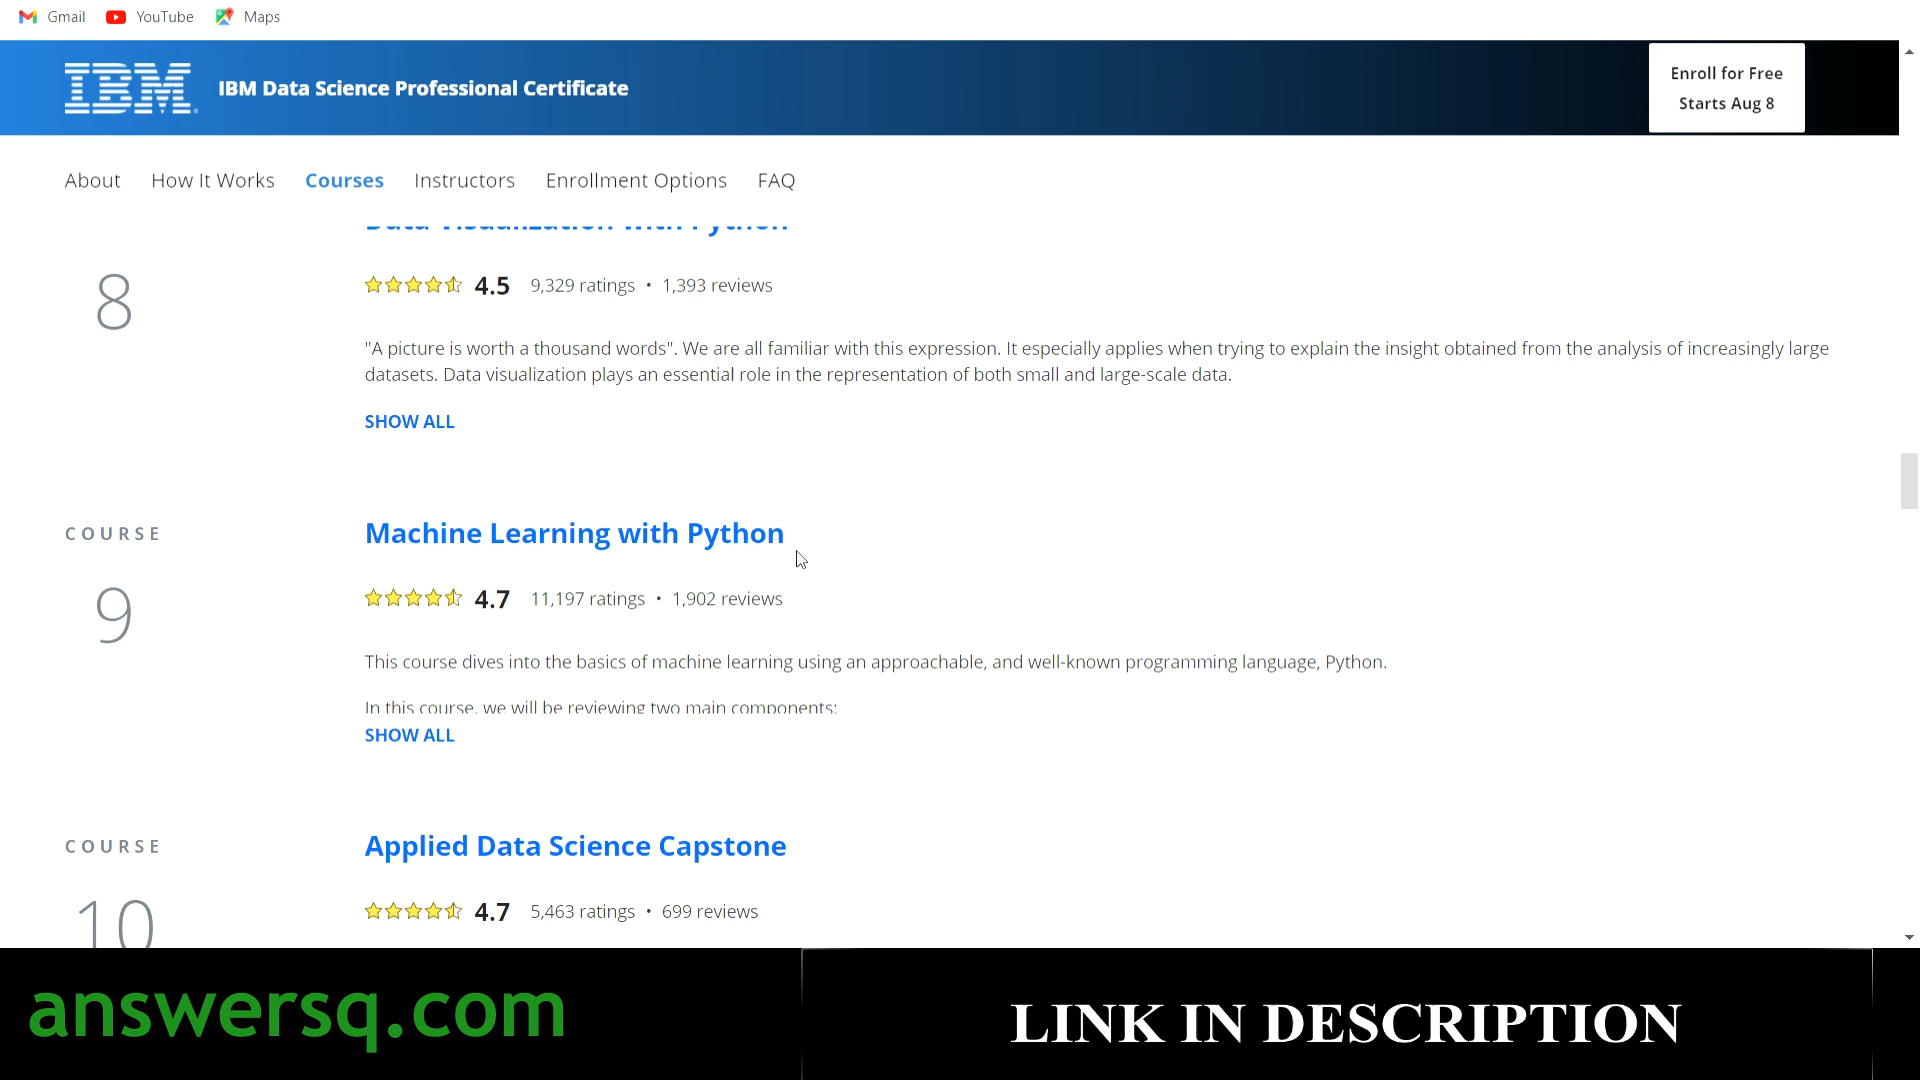 Gmail YouTube Maps
IBM IBM Data Science Professional Certificate
Enroll for Free
Starts Aug 8
About How It Works Courses Instructors Enrollment Options FAQ
Data Visualization with Python
8
4.5 9,329 ratings • 1,393 reviews
"A picture is worth a thousand words". We are all familiar with this expression. It especially applies when trying to explain the insight obtained from the analysis of increasingly large
datasets. Data visualization plays an essential role in the representation of both small and large-scale data.
SHOW ALL
COURSE
9
Machine Learning with Python
4.7 11,197 ratings • 1,902 reviews
This course dives into the basics of machine learning using an approachable, and well-known programming language, Python.
In this course, we will be reviewing two main components:
SHOW ALL
COURSE
10
Applied Data Science Capstone
4.7 5,463 ratings • 699 reviews
answersq.com
LINK IN DESCRIPTION